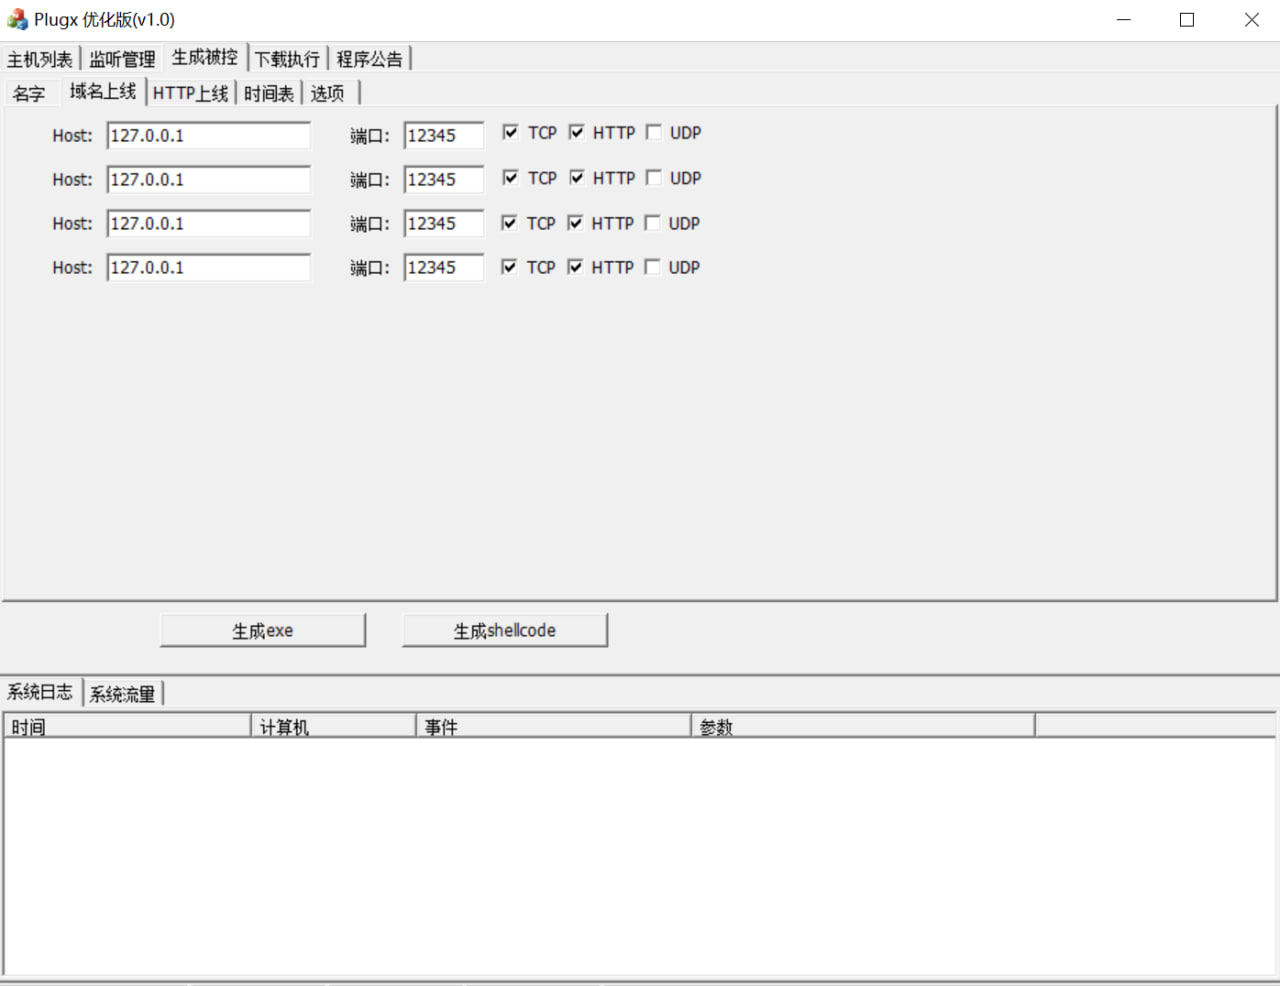 Plugx 优化版(v1.0)
主机列表 监听管理 生成被控 下载执行 程序公告
名字 域名上线 HTTP上线 时间表 选项
Host: 127.0.0.1 端口: 12345 TCP HTTP UDP
Host: 127.0.0.1 端口: 12345 TCP HTTP UDP
Host: 127.0.0.1 端口: 12345 TCP HTTP UDP
Host: 127.0.0.1 端口: 12345 TCP HTTP UDP
生成exe 生成shellcode
系统日志 系统流量
时间 计算机 事件 参数